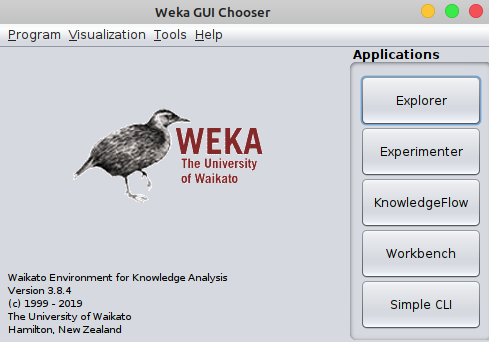 Weka GUI Chooser
Program Visualization Tools Help
Applications
Explorer
Experimenter
KnowledgeFlow
Workbench
Simple CLI
WEKA
The University
of Waikato
Waikato Environment for Knowledge Analysis
Version 3.8.4
(c) 1999 - 2019
The University of Waikato
Hamilton, New Zealand